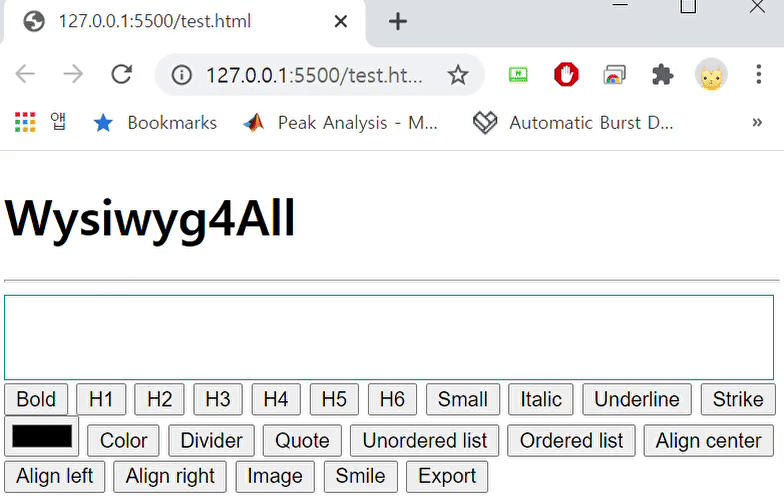 127.0.0.1:5500/test.html
127.0.0.1:5500/test.ht...
앱 Bookmarks Peak Analysis - M... Automatic Burst D... »
Wysiwyg4All
Bold H1 H2 H3 H4 H5 H6 Small Italic Underline Strike
Color Divider Quote Unordered list Ordered list Align center
Align left Align right Image Smile Export